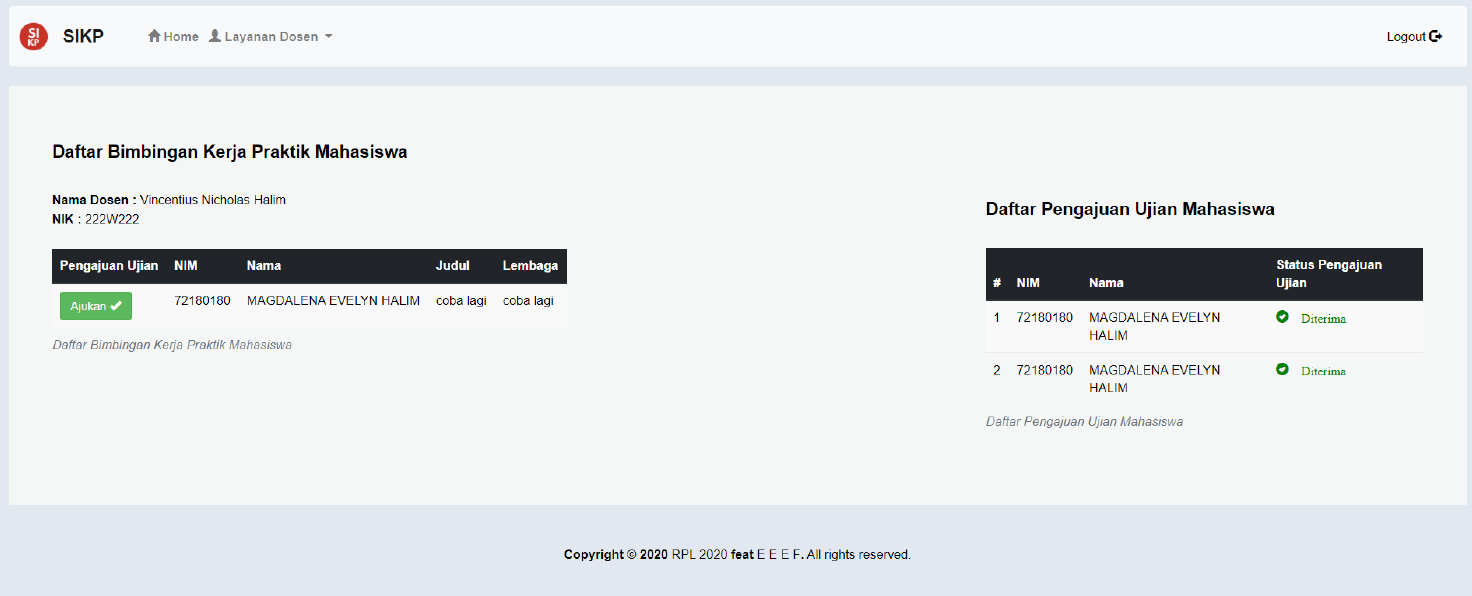 SI
KP
SIKP
Home
Layanan Dosen
Logout
Daftar Bimbingan Kerja Praktik Mahasiswa
Nama Dosen : Vincentius Nicholas Halim
NIK : 222W222
Pengajuan Ujian NIM Nama Judul Lembaga
Ajukan 72180180 MAGDALENA EVELYN HALIM coba lagi coba lagi
Daftar Bimbingan Kerja Praktik Mahasiswa
Daftar Pengajuan Ujian Mahasiswa
Status Pengajuan
# NIM Nama Ujian
1 72180180 MAGDALENA EVELYN Diterima
HALIM
2 72180180 MAGDALENA EVELYN Diterima
HALIM
Daftar Pengajuan Ujian Mahasiswa
Copyright © 2020 RPL 2020 feat E E E F. All rights reserved.